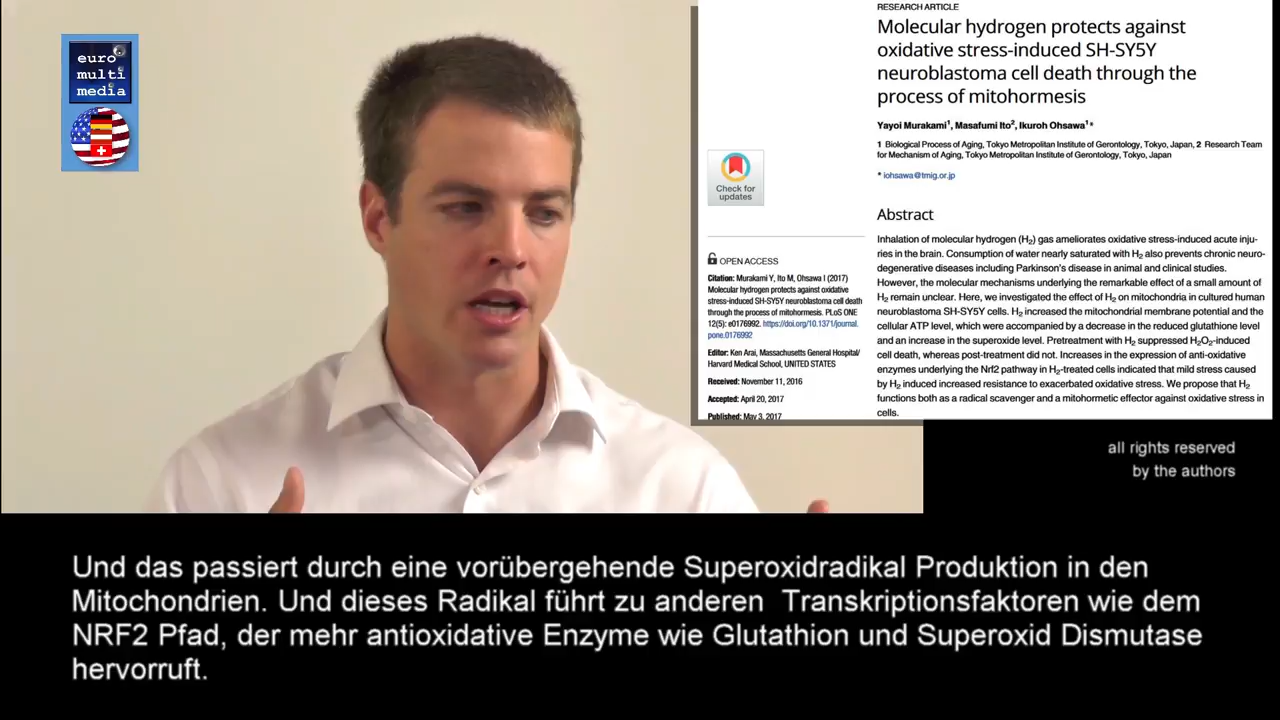 euro
multi
media
RESEARCH ARTICLE
Molecular hydrogen protects against
oxidative stress-induced SH-SY5Y
neuroblastoma cell death through the
process of mitohormesis
Yayoi Murakami1, Masafumi Ito2, Ikuroh Ohsawa1*
1 Biological Process of Aging, Tokyo Metropolitan Institute of Gerontology, Tokyo, Japan, 2 Research Team
for Mechanism of Aging, Tokyo Metropolitan Institute of Gerontology, Tokyo, Japan
* iohsawa@tmig.or.jp
Check for
updates
OPEN ACCESS
Citation: Murakami Y, Ito M, Ohsawa I (2017)
Molecular hydrogen protects against oxidative
stress-induced SH-SY5Y neuroblastoma cell death
through the process of mitohormesis. PLoS ONE
12(5): e0176992. https://doi.org/10.1371/journal.
pone.0176992
Editor: Ken Arai, Massachusetts General Hospital/
Harvard Medical School, UNITED STATES
Received: November 11, 2016
Accepted: April 20, 2017
Published: May 3, 2017
Abstract
Inhalation of molecular hydrogen (H2) gas ameliorates oxidative stress-induced acute inju-
ries in the brain. Consumption of water nearly saturated with H2 also prevents chronic neuro-
degenerative diseases including Parkinson's disease in animal and clinical studies.
However, the molecular mechanisms underlying the remarkable effect of a small amount of
H2 remain unclear. Here, we investigated the effect of H2 on mitochondria in cultured human
neuroblastoma SH-SY5Y cells. H2 increased the mitochondrial membrane potential and the
cellular ATP level, which were accompanied by a decrease in the reduced glutathione level
and an increase in the superoxide level. Pretreatment with H2 suppressed H2O2-induced
cell death, whereas post-treatment did not. Increases in the expression of anti-oxidative
enzymes underlying the Nrf2 pathway in H2-treated cells indicated that mild stress caused
by H2 induced increased resistance to exacerbated oxidative stress. We propose that H2
functions both as a radical scavenger and a mitohormetic effector against oxidative stress in
cells.
all rights reserved
by the authors
Und das passiert durch eine vorübergehende Superoxidradikal Produktion in den
Mitochondrien. Und dieses Radikal führt zu anderen Transkriptionsfaktoren wie dem
NRF2 Pfad, der mehr antioxidative Enzyme wie Glutathion und Superoxid Dismutase
hervorruft.